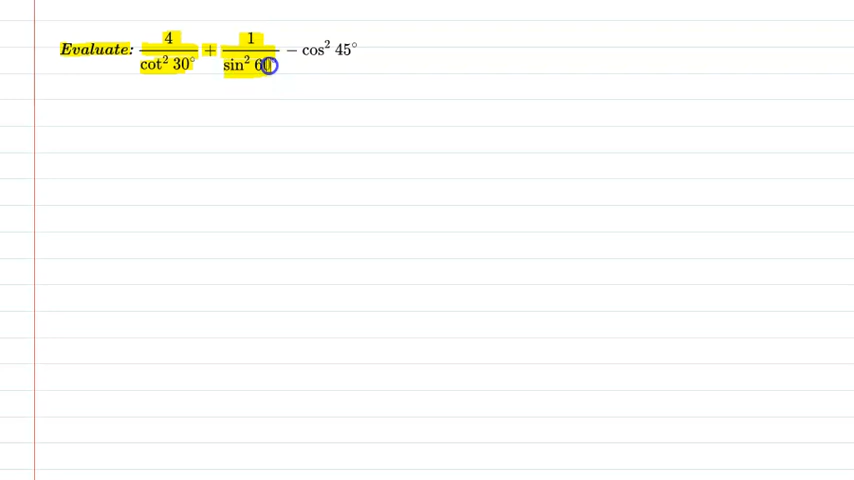 Evaluate: 4/cot² 30° + 1/sin² 60° − cos² 45°